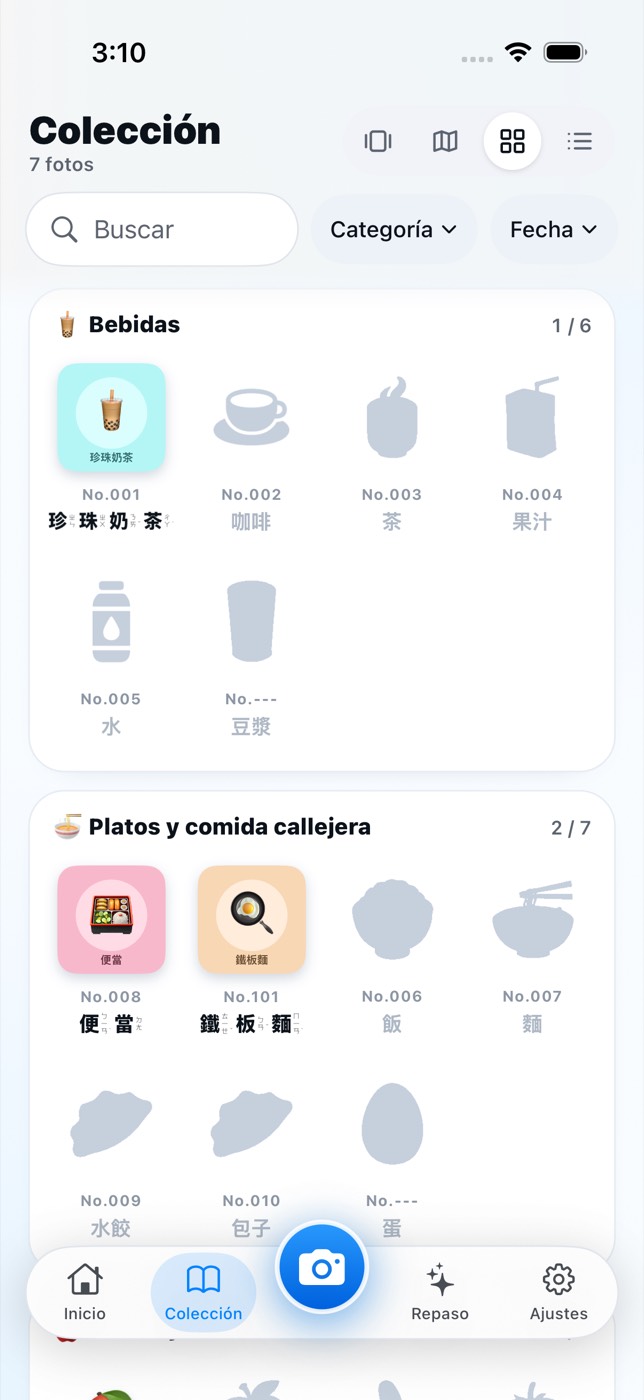 3:10
Colección
7 fotos
Buscar
Categoría
Fecha
Bebidas
1 / 6
珍珠奶茶
No.001
No.002
No.003
No.004
珍珠奶茶
咖啡
茶
果汁
No.005
No.---
水
豆漿
Platos y comida callejera
2 / 7
便當
鐵板麵
No.008
No.101
No.006
No.007
便當
鐵板麵
飯
麵
No.009
No.010
No.---
水餃
包子
蛋
Inicio
Colección
Repaso
Ajustes